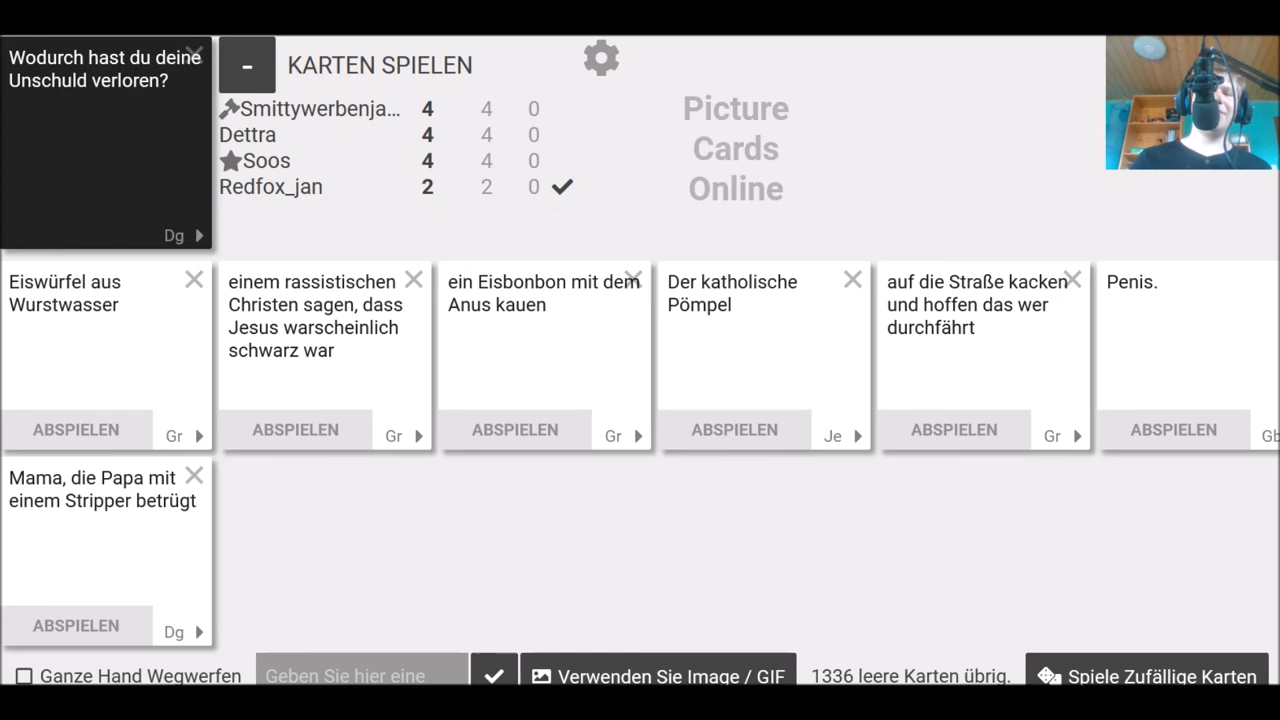 Wodurch hast du deine
Unschuld verloren?
Dg
-
KARTEN SPIELEN
Smittywerbenja... 4 4 0
Dettra 4 4 0
Soos 4 4 0
Redfox_jan 2 2 0
Picture
Cards
Online
Eiswürfel aus
Wurstwasser
ABSPIELEN
Gr
einem rassistischen
Christen sagen, dass
Jesus warscheinlich
schwarz war
ABSPIELEN
Gr
ein Eisbonbon mit dem
Anus kauen
ABSPIELEN
Gr
Der katholische
Pömpel
ABSPIELEN
Je
auf die Straße kacken
und hoffen das wer
durchfährt
ABSPIELEN
Gr
Penis.
ABSPIELEN
Gb
Mama, die Papa mit
einem Stripper betrügt
ABSPIELEN
Dg
Ganze Hand Wegwerfen
Geben Sie hier eine
Verwenden Sie Image / GIF
1336 leere Karten übrig.
Spiele Zufällige Karten